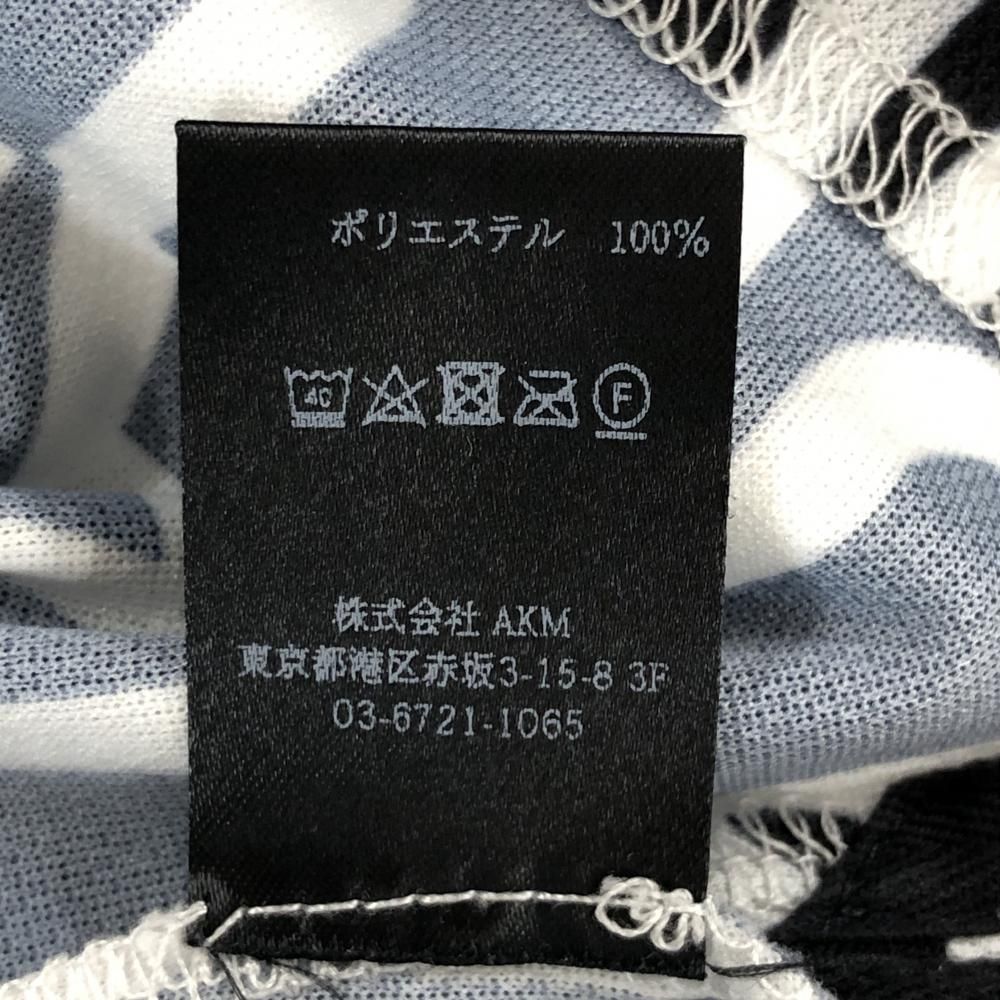 ポリエステル 100%
40 F
株式会社 AKM
東京都港区赤坂3-15-8 3F
03-6721-1065